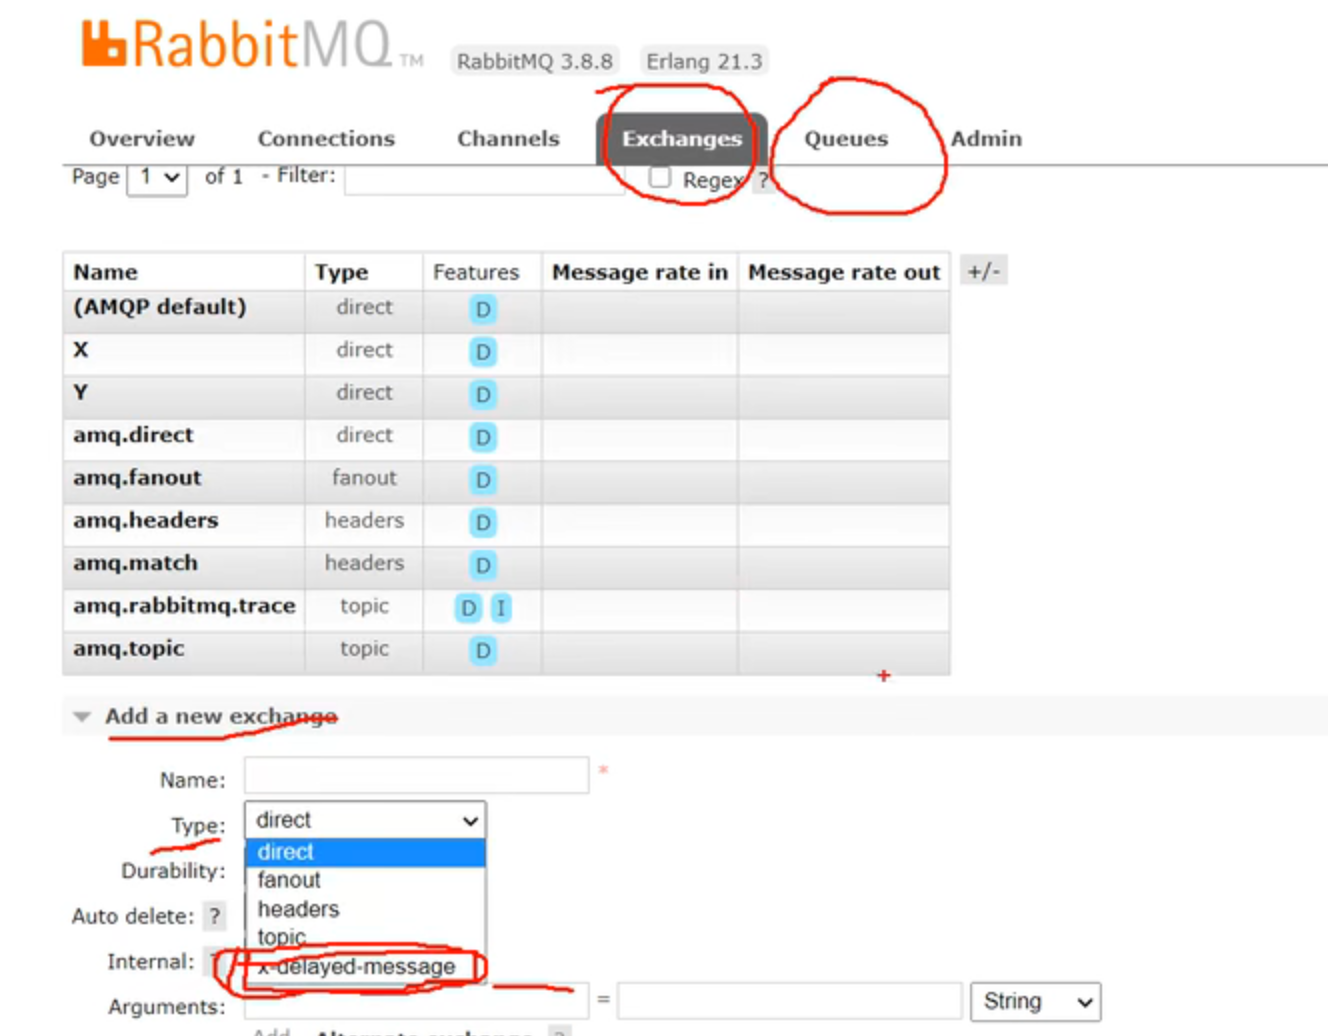 RabbitMQ TM RabbitMQ 3.8.8 Erlang 21.3
Overview Connections Channels Exchanges Queues Admin
Page 1 of 1 - Filter: Regex ?
Name Type Features Message rate in Message rate out +/-
(AMQP default) direct D
X direct D
Y direct D
amq.direct direct D
amq.fanout fanout D
amq.headers headers D
amq.match headers D
amq.rabbitmq.trace topic D I
amq.topic topic D
Add a new exchange
Name: *
Type: direct
direct
Durability:
fanout
Auto delete: ?
headers
topic
Internal: ?
x-delayed-message
Arguments: = String
Add Alternate exchange ?